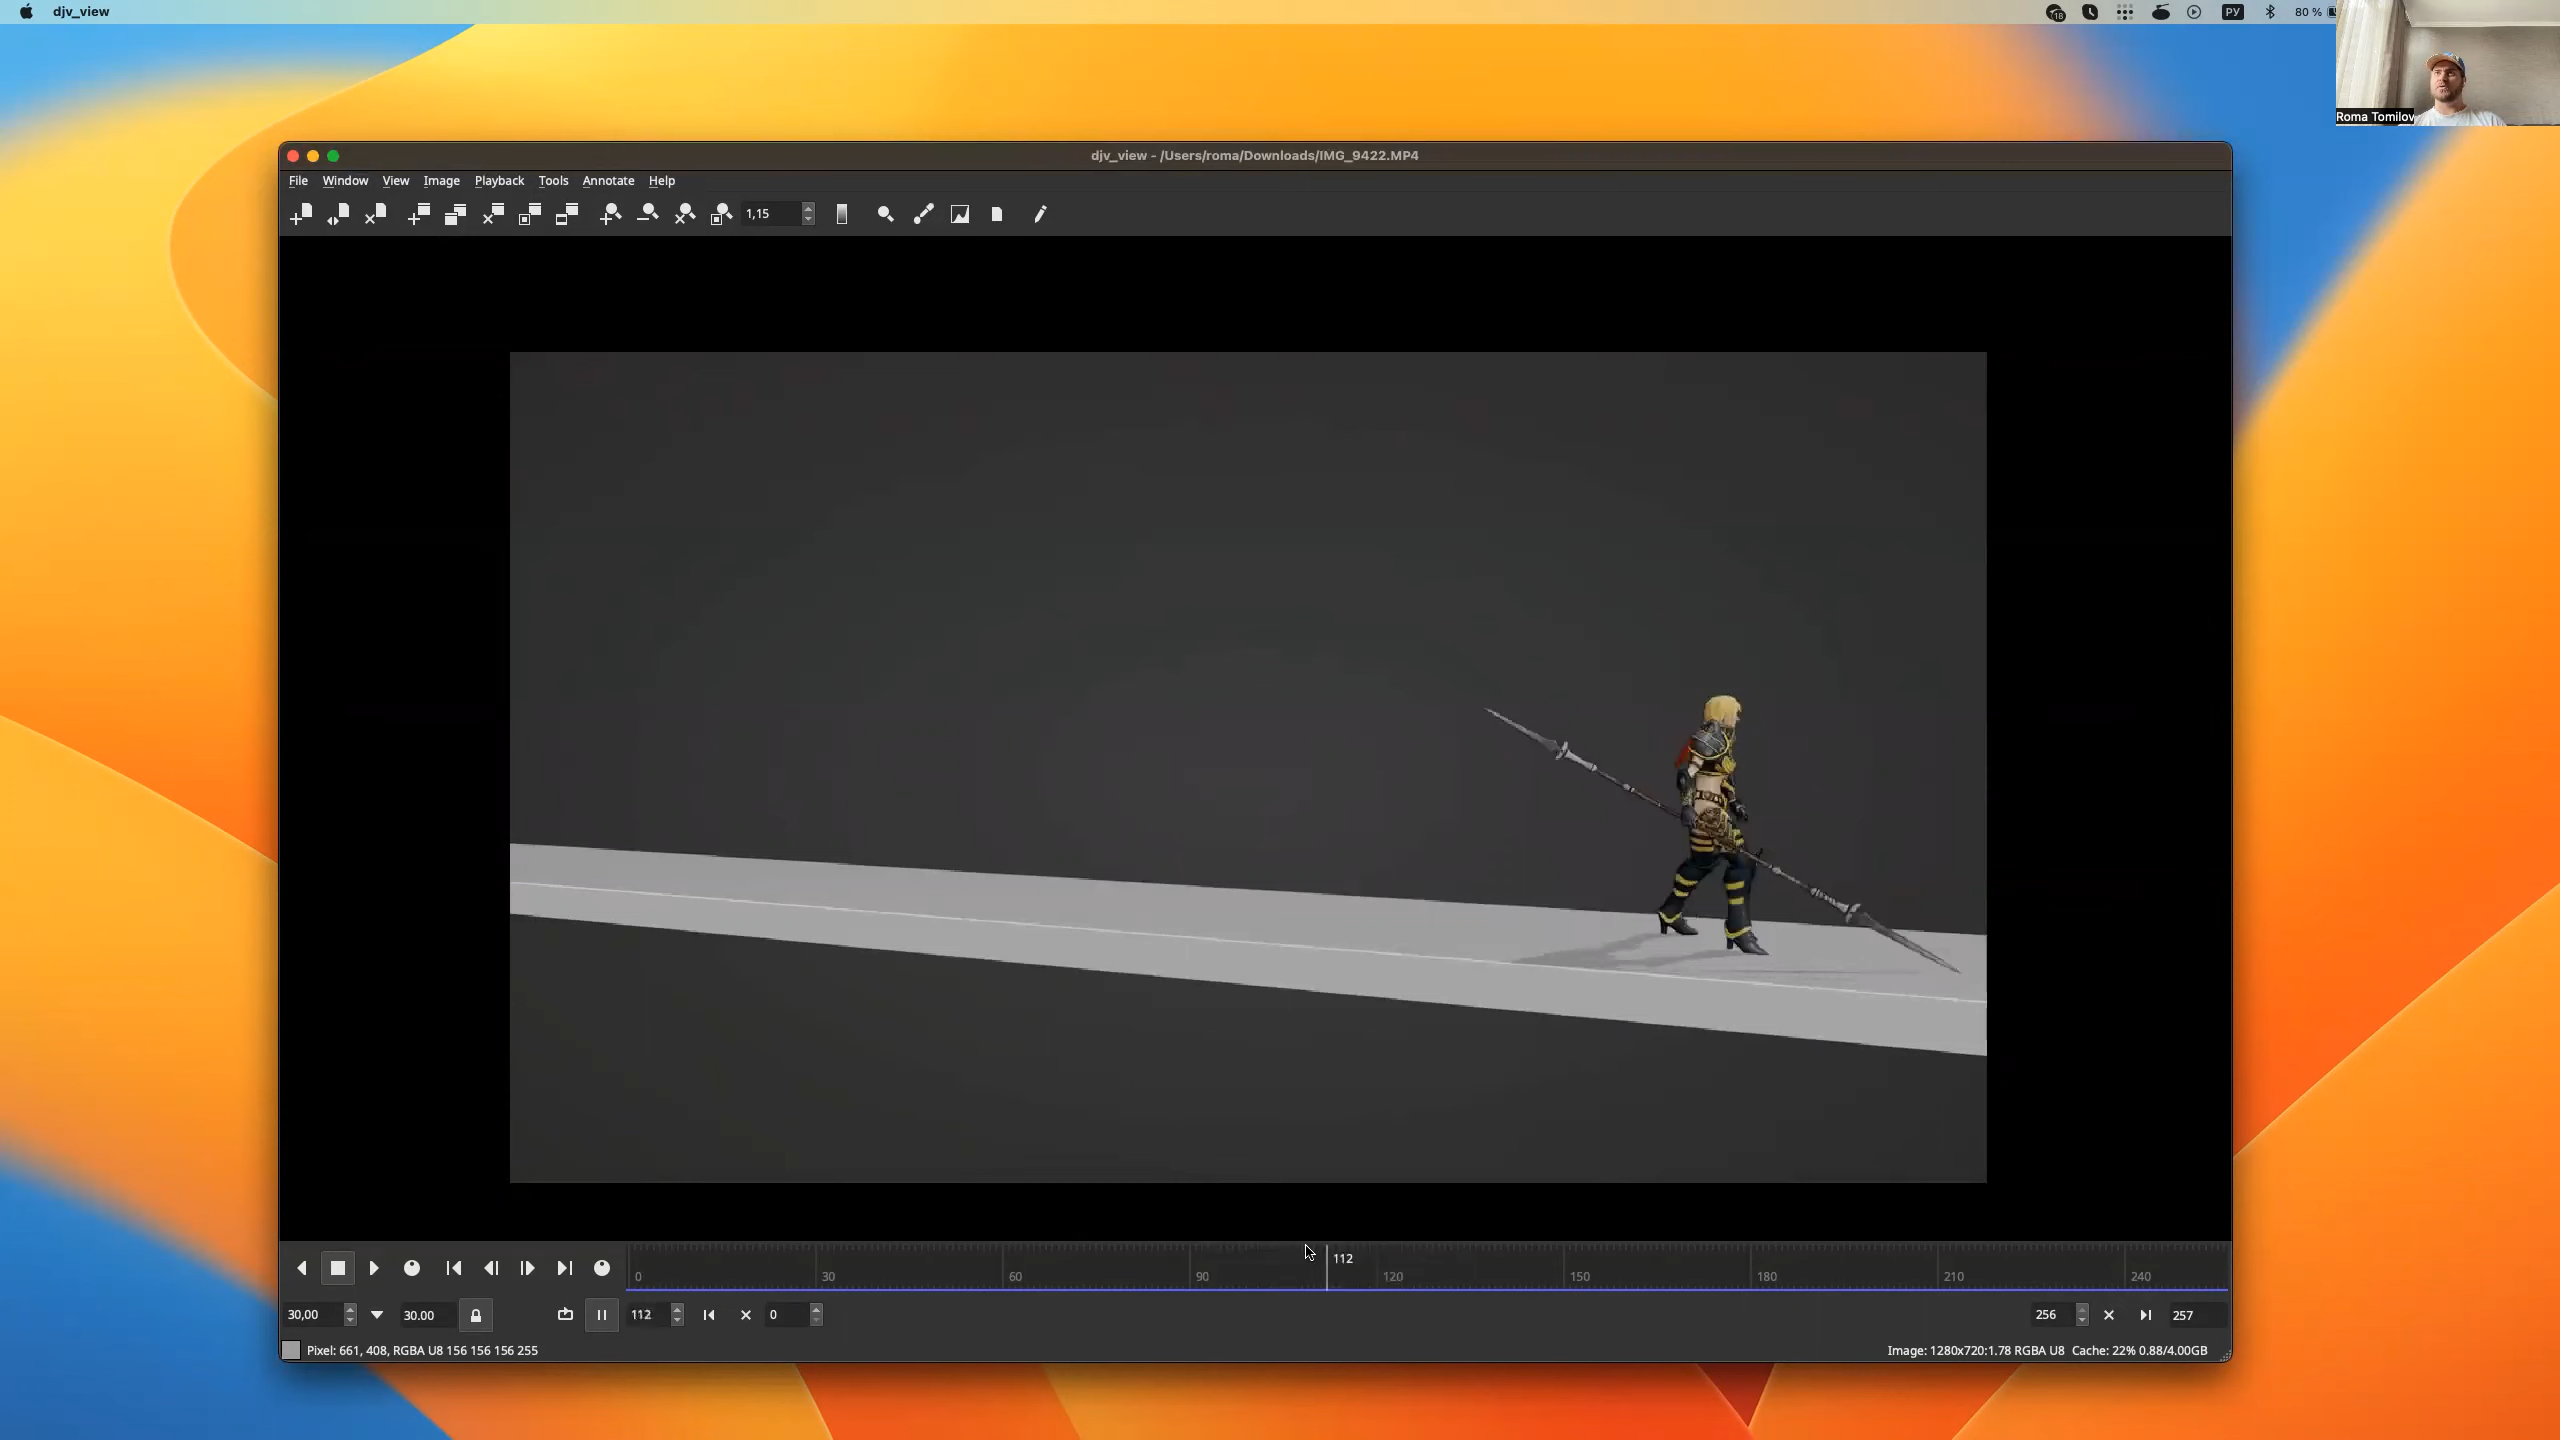 djv_view
18
РУ
80 %
Roma Tomilov
djv_view - /Users/roma/Downloads/IMG_9422.MP4
File Window View Image Playback Tools Annotate Help
1,15
112
0 30 60 90 120 150 180 210 240
30,00 30.00 112 0 256 257
Pixel: 661, 408, RGBA U8 156 156 156 255
Image: 1280x720:1.78 RGBA U8 Cache: 22% 0.88/4.00GB